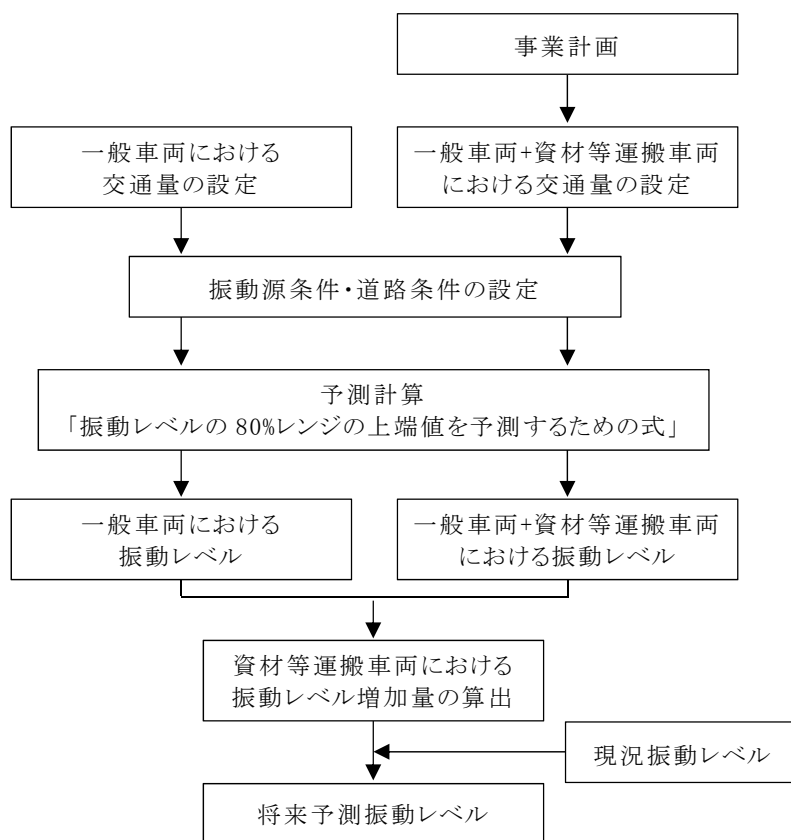 事業計画
一般車両における
交通量の設定
一般車両+資材等運搬車両
における交通量の設定
振動源条件・道路条件の設定
予測計算
「振動レベルの80%レンジの上端値を予測するための式」
一般車両における
振動レベル
一般車両+資材等運搬車両
における振動レベル
資材等運搬車両における
振動レベル増加量の算出
現況振動レベル
将来予測振動レベル